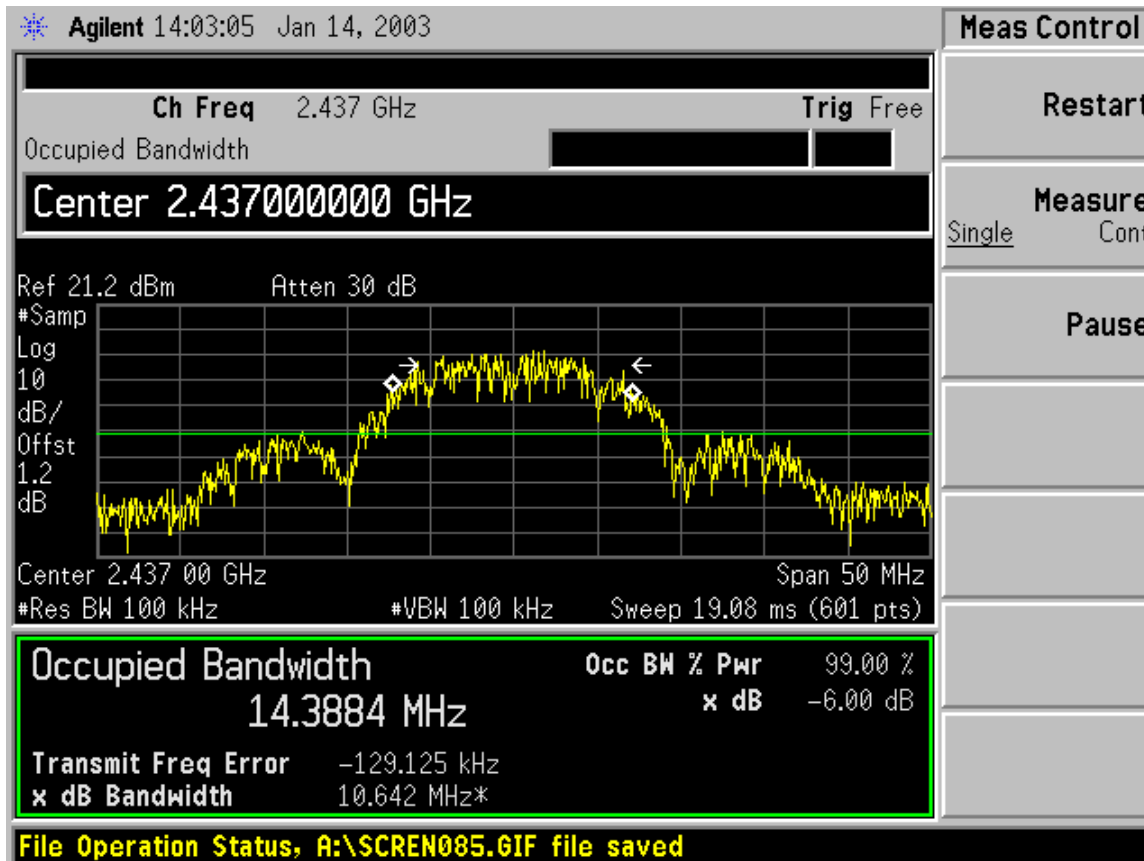 Agilent 14:03:05 Jan 14, 2003
Meas Control
Ch Freq 2.437 GHz
Trig Free
Occupied Bandwidth
Center 2.437000000 GHz
Ref 21.2 dBm Atten 30 dB
#Samp
Log
10
dB/
Offst
1.2
dB
Center 2.437 00 GHz
Span 50 MHz
#Res BW 100 kHz
#VBW 100 kHz
Sweep 19.08 ms (601 pts)
Occupied Bandwidth
14.3884 MHz
Occ BW % Pwr 99.00 %
x dB -6.00 dB
Transmit Freq Error -129.125 kHz
x dB Bandwidth 10.642 MHz*
Restart
Measure
Single Cont
Pause
File Operation Status, A:\SCREN085.GIF file saved